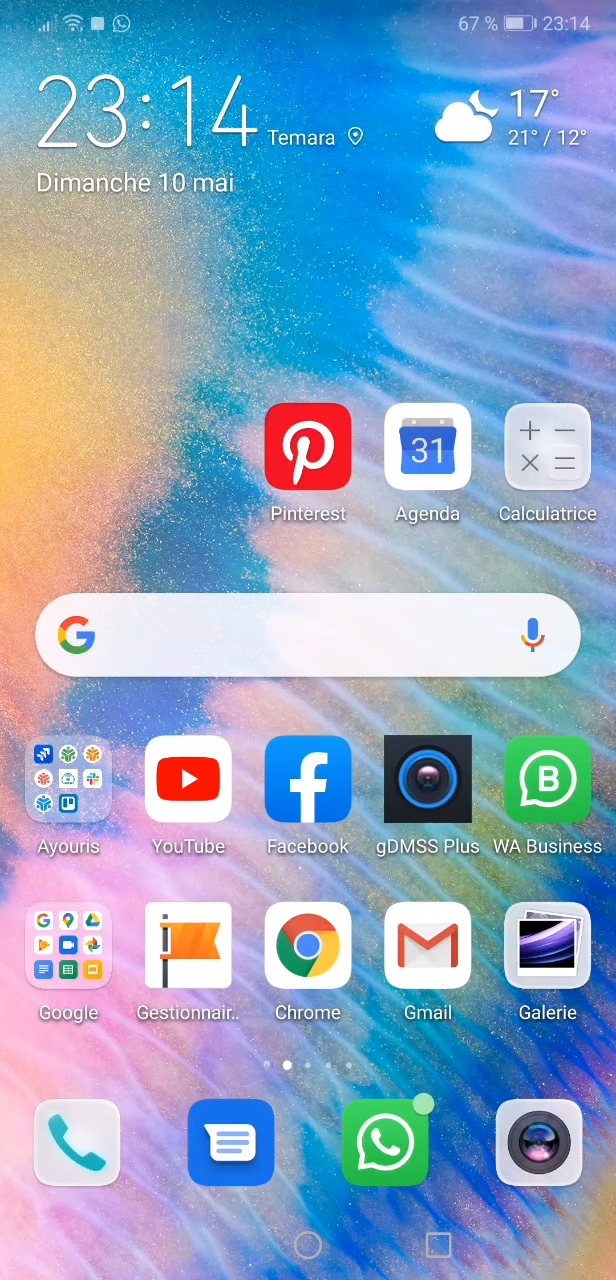 67 % 23:14
23:14 Temara
17°
21° / 12°
Dimanche 10 mai
31
Pinterest Agenda Calculatrice
Ayouris YouTube Facebook gDMSS Plus WA Business
Google Gestionnair.. Chrome Gmail Galerie